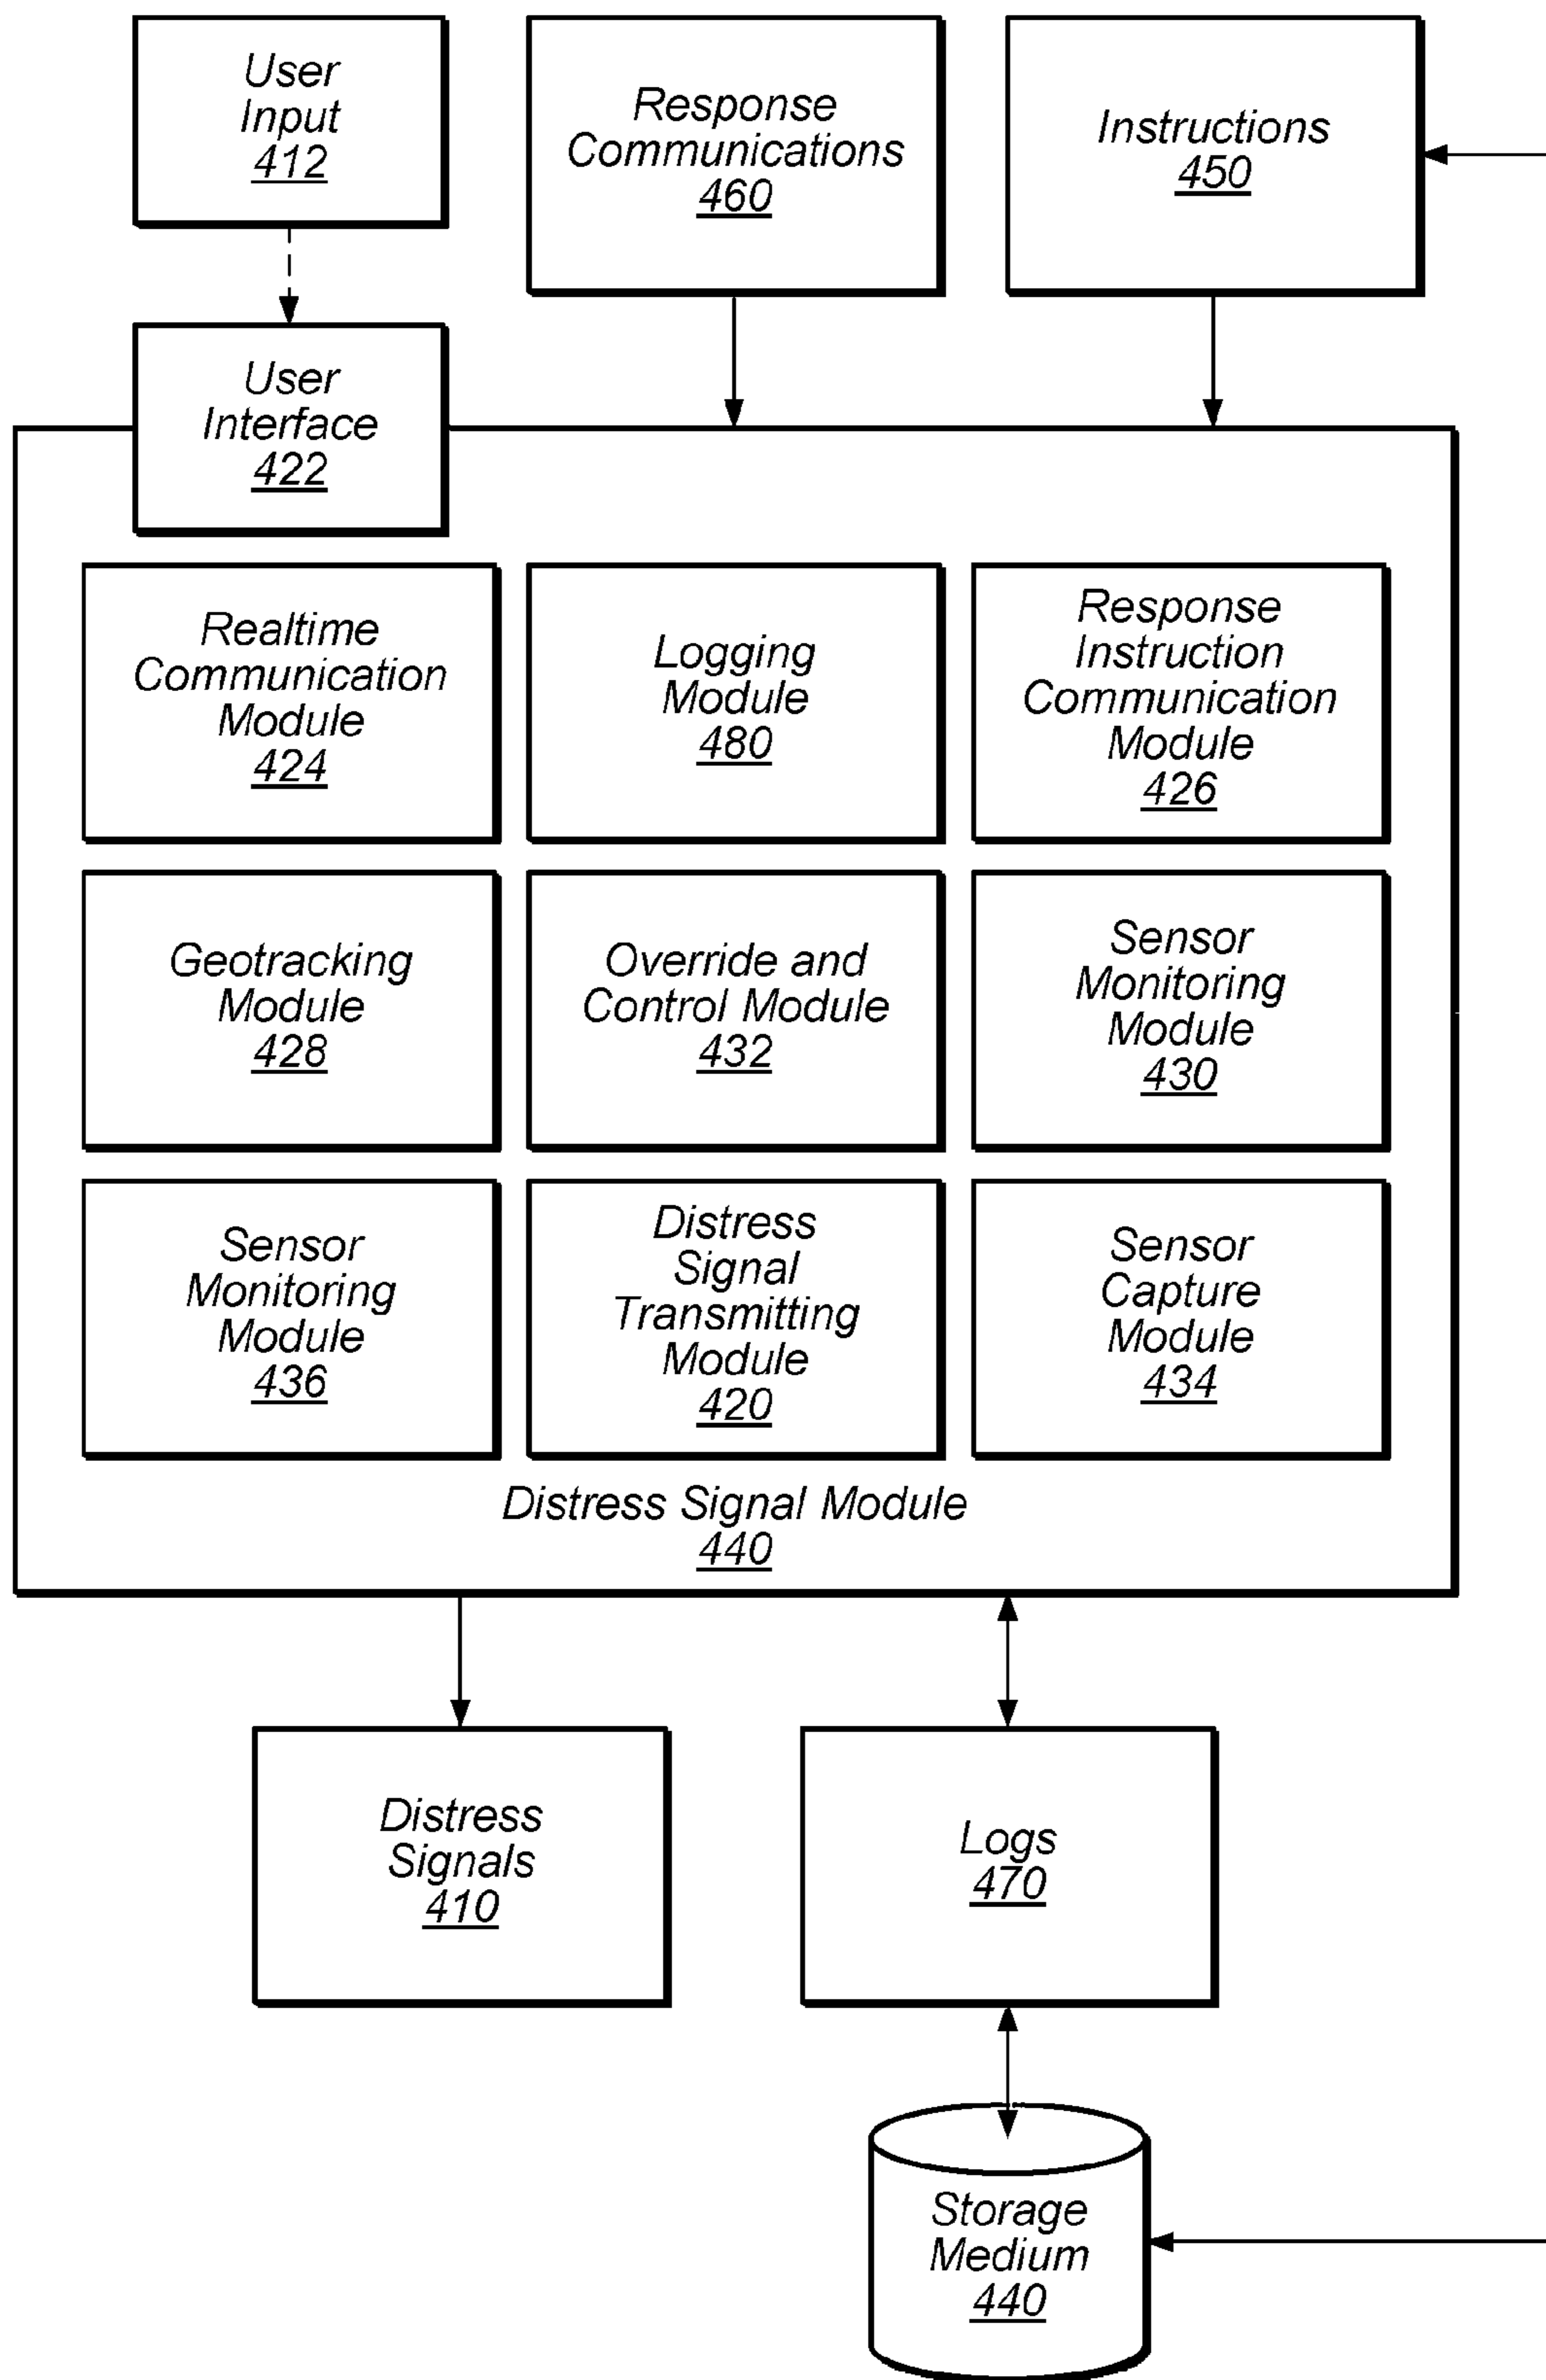 User
Input
412
Response
Communications
460
Instructions
450
User
Interface
422
Realtime
Communication
Module
424
Logging
Module
480
Response
Instruction
Communication
Module
426
Geotracking
Module
428
Override and
Control Module
432
Sensor
Monitoring
Module
430
Sensor
Monitoring
Module
436
Distress
Signal
Transmitting
Module
420
Sensor
Capture
Module
434
Distress Signal Module
440
Distress
Signals
410
Logs
470
Storage
Medium
440